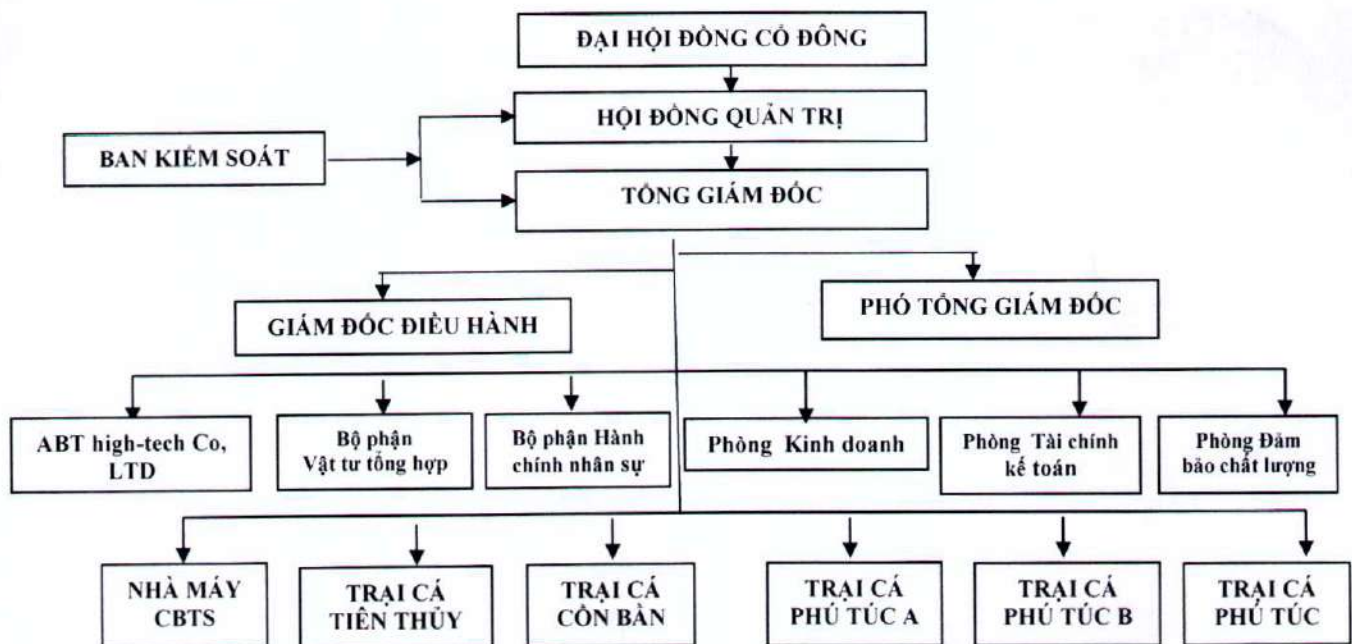 ĐẠI HỘI ĐỒNG CỔ ĐÔNG
HỘI ĐỒNG QUẢN TRỊ
BAN KIỂM SOÁT
TỔNG GIÁM ĐỐC
GIÁM ĐỐC ĐIỀU HÀNH
PHÓ TỔNG GIÁM ĐỐC
ABT high-tech Co,
LTD
Bộ phận
Vật tư tổng hợp
Bộ phận Hành
chính nhân sự
Phòng Kinh doanh
Phòng Tài chính
kế toán
Phòng Đảm
bảo chất lượng
NHÀ MÁY
CBTS
TRẠI CÁ
TIÊN THỦY
TRẠI CÁ
CỒN BẦN
TRẠI CÁ
PHÚ TÚC A
TRẠI CÁ
PHÚ TÚC B
TRẠI CÁ
PHÚ TÚC